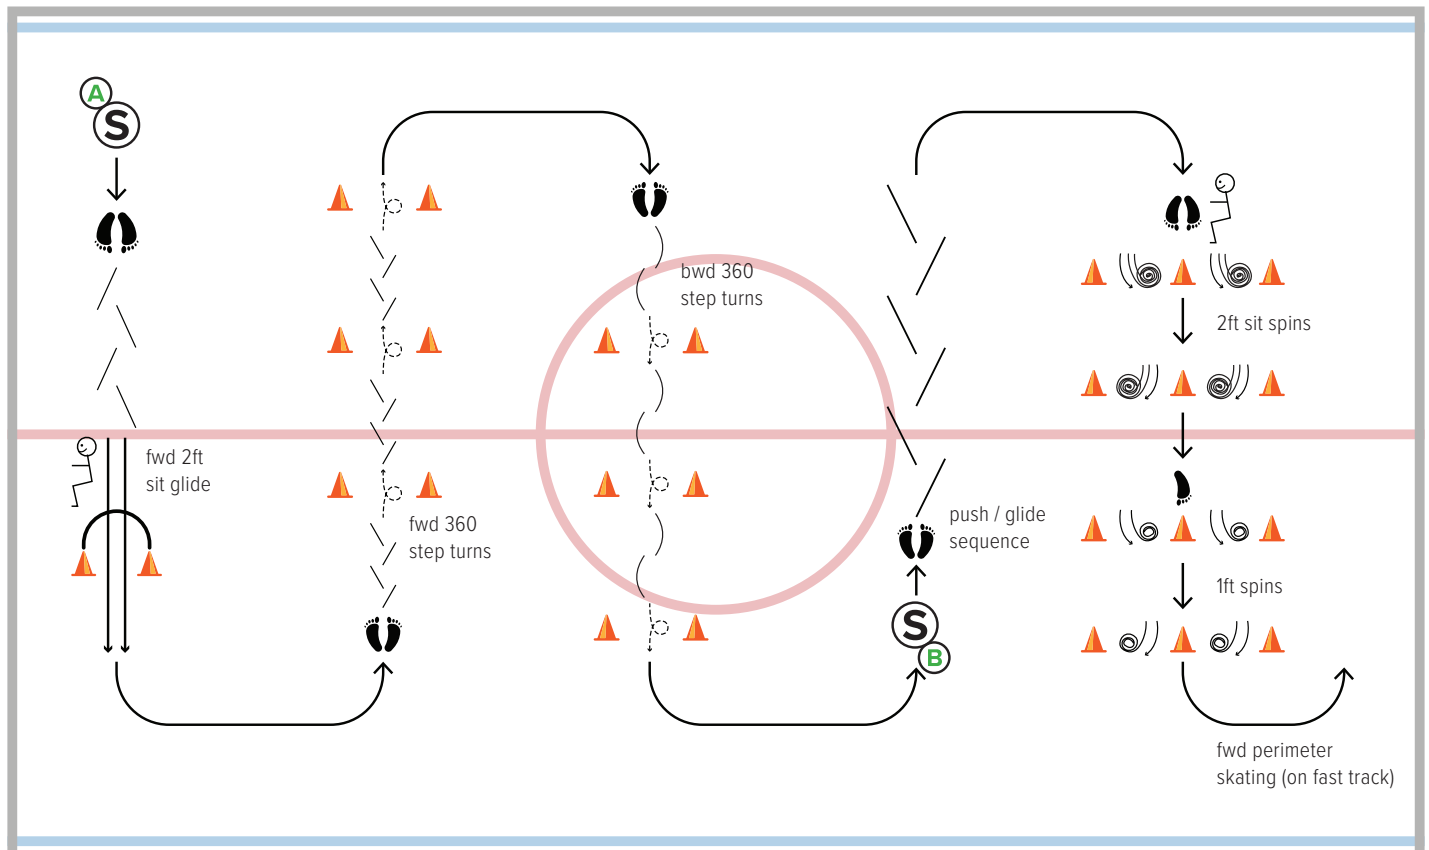 A
S
fwd 2ft
sit glide
fwd 360
step turns
bwd 360
step turns
push / glide
sequence
S
B
2ft sit spins
1ft spins
fwd perimeter
skating (on fast track)